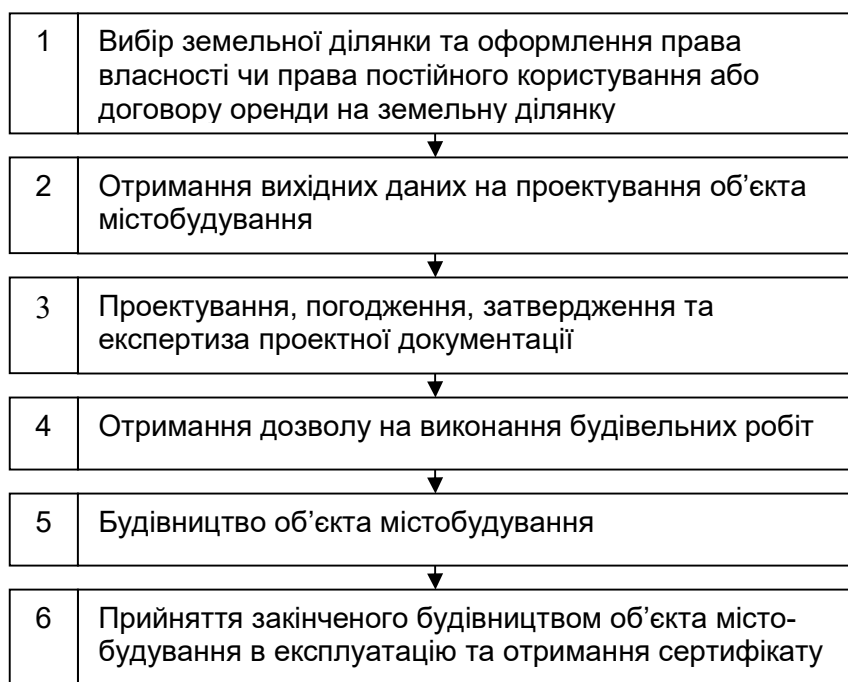 1 Вибір земельної ділянки та оформлення права
власності чи права постійного користування або
договору оренди на земельну ділянку
2 Отримання вихідних даних на проектування об’єкта
містобудування
3 Проектування, погодження, затвердження та
експертиза проектної документації
4 Отримання дозволу на виконання будівельних робіт
5 Будівництво об’єкта містобудування
6 Прийняття закінченого будівництвом об’єкта місто-
будування в експлуатацію та отримання сертифікату